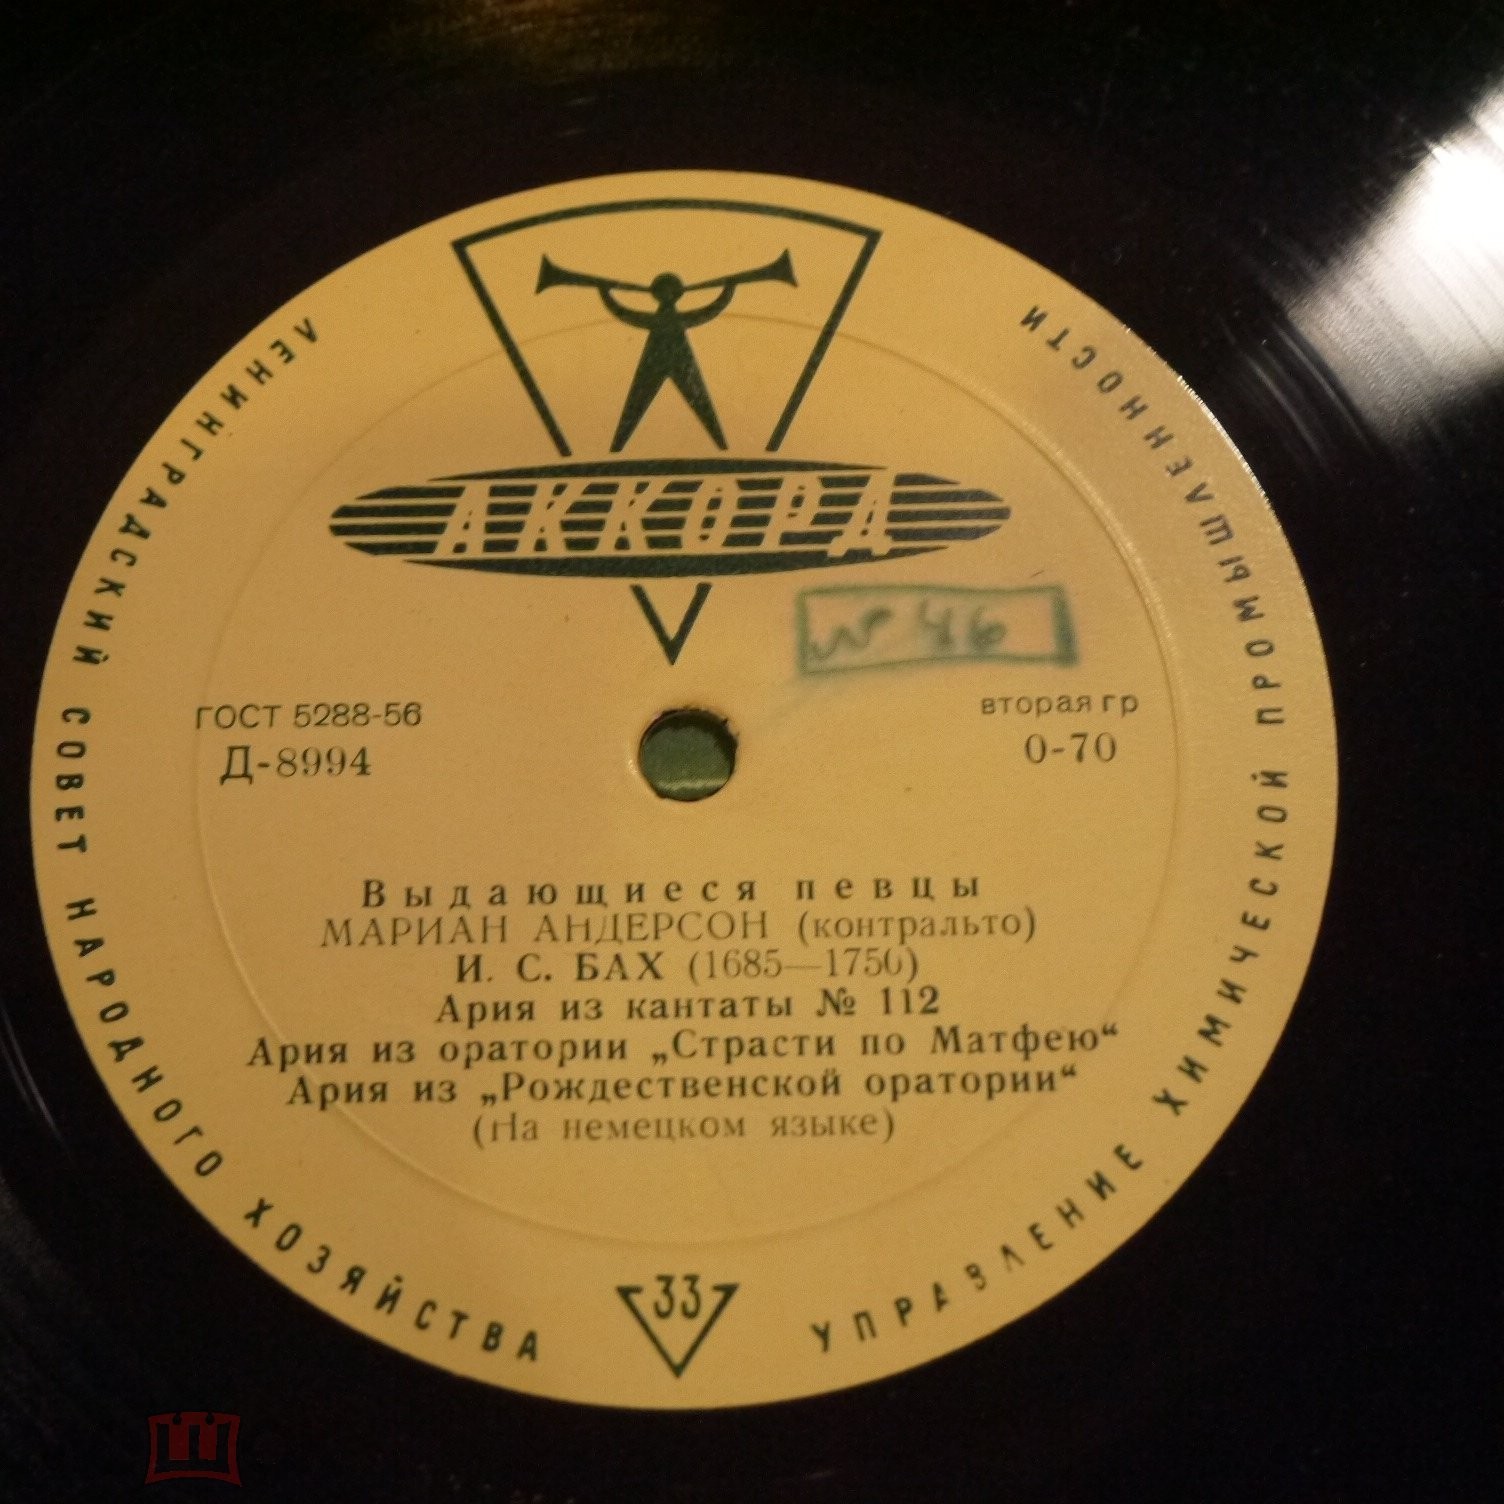 АККОРД
№ 46
ГОСТ 5288-56
Д-8994
вторая гр
0-70
Выдающиеся певцы
МАРИАН АНДЕРСОН (контральто)
И. С. БАХ (1685—1750)
Ария из кантаты № 112
Ария из оратории „Страсти по Матфею“
Ария из „Рождественской оратории“
(На немецком языке)
33
ЛЕНИНГРАДСКИЙ СОВЕТ НАРОДНОГО ХОЗЯЙСТВА
УПРАВЛЕНИЕ ХИМИЧЕСКОЙ ПРОМЫШЛЕННОСТИ